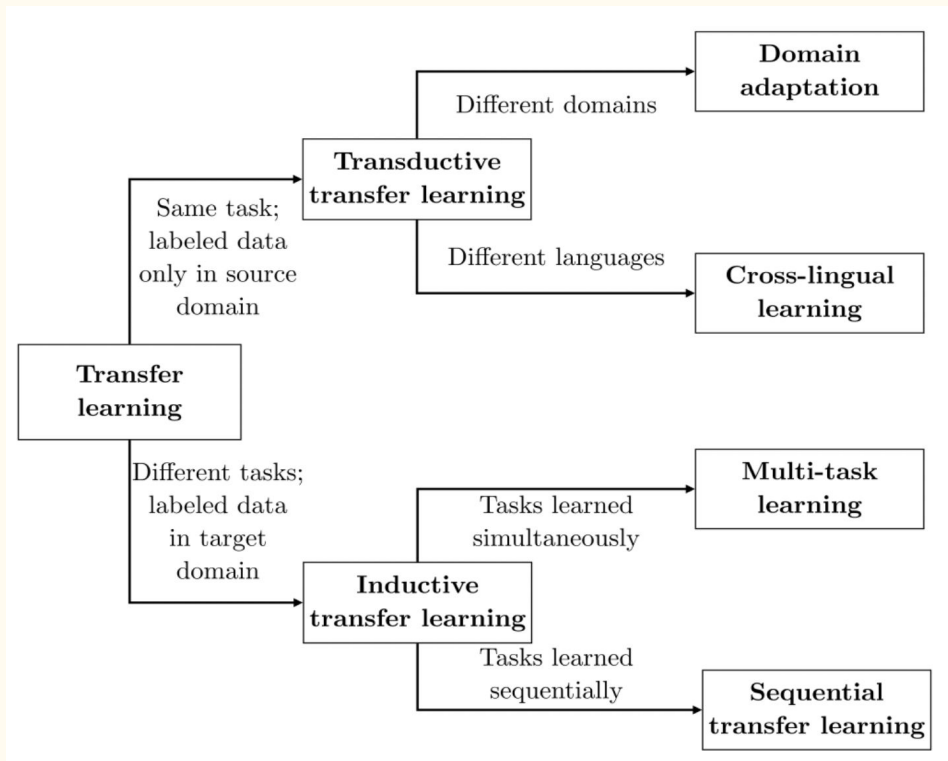 Domain
adaptation
Different domains
Transductive
transfer learning
Same task;
labeled data
only in source
domain
Different languages
Cross-lingual
learning
Transfer
learning
Different tasks;
labeled data
in target
domain
Multi-task
learning
Tasks learned
simultaneously
Inductive
transfer learning
Tasks learned
sequentially
Sequential
transfer learning